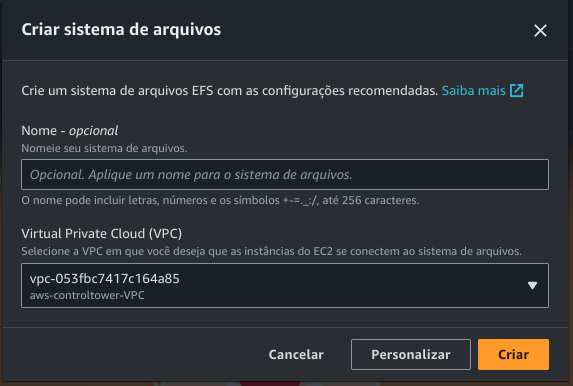 Criar sistema de arquivos
Crie um sistema de arquivos EFS com as configurações recomendadas. Saiba mais
Nome - opcional
Nomeie seu sistema de arquivos.
Opcional. Aplique um nome para o sistema de arquivos.
O nome pode incluir letras, números e os símbolos +-=._:/, até 256 caracteres.
Virtual Private Cloud (VPC)
Selecione a VPC em que você deseja que as instâncias do EC2 se conectem ao sistema de arquivos.
vpc-053fbc7417c164a85
aws-controltower-VPC
Cancelar Personalizar Criar